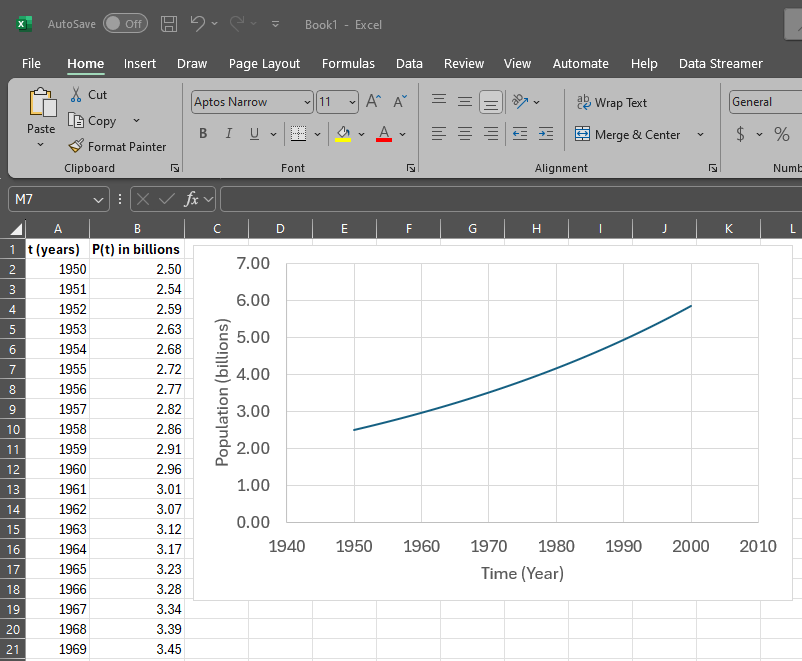 AutoSave Off Book1 - Excel
File Home Insert Draw Page Layout Formulas Data Review View Automate Help Data Streamer
Paste
Cut
Copy
Format Painter
Clipboard
Aptos Narrow 11
B I U A
Font
ab Wrap Text
Merge & Center
Alignment
General
$ %
Numb
M7 fx
A B C D E F G H I J K L
1 t (years) P(t) in billions
2 1950 2.50
3 1951 2.54
4 1952 2.59
5 1953 2.63
6 1954 2.68
7 1955 2.72
8 1956 2.77
9 1957 2.82
10 1958 2.86
11 1959 2.91
12 1960 2.96
13 1961 3.01
14 1962 3.07
15 1963 3.12
16 1964 3.17
17 1965 3.23
18 1966 3.28
19 1967 3.34
20 1968 3.39
21 1969 3.45
7.00
6.00
5.00
4.00
3.00
2.00
1.00
0.00
Population (billions)
1940 1950 1960 1970 1980 1990 2000 2010
Time (Year)